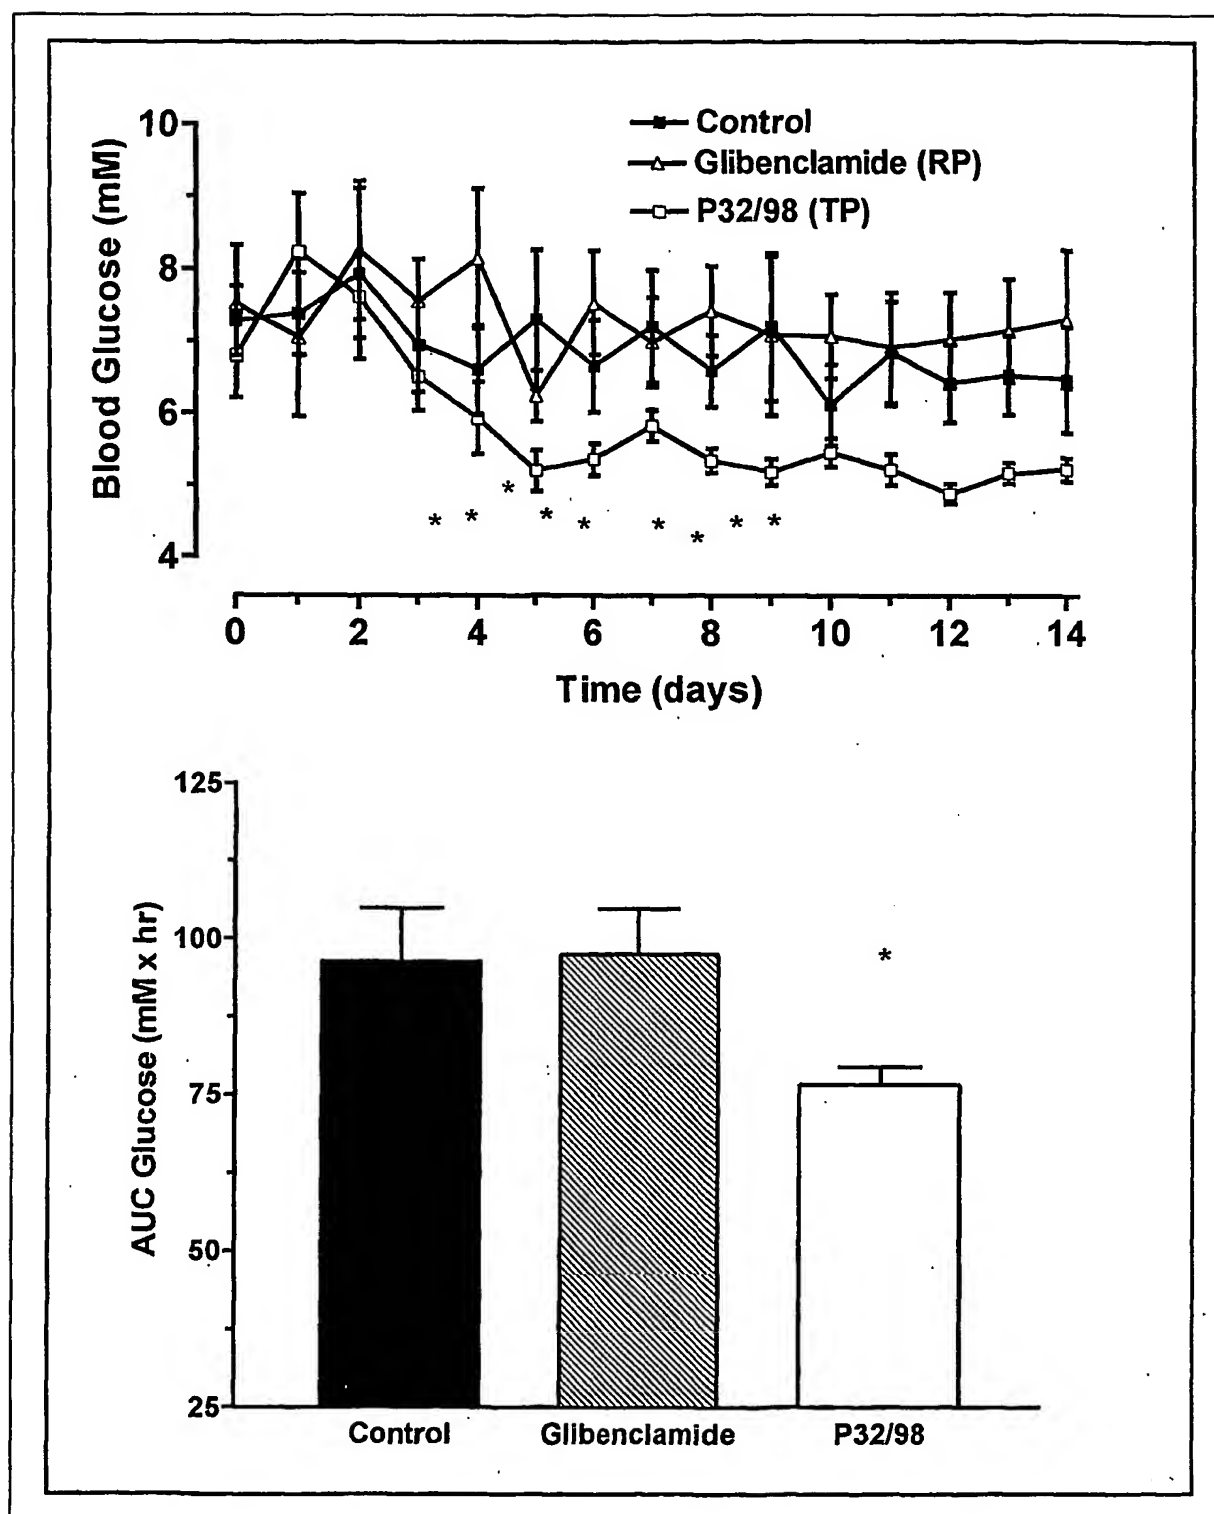 Control
Glibenclamide (RP)
P32/98 (TP)
Blood Glucose (mM)
10
8
6
4
* * * * * * * * *
0 2 4 6 8 10 12 14
Time (days)
AUC Glucose (mM x hr)
125
100
75
50
25
*
Control Glibenclamide P32/98